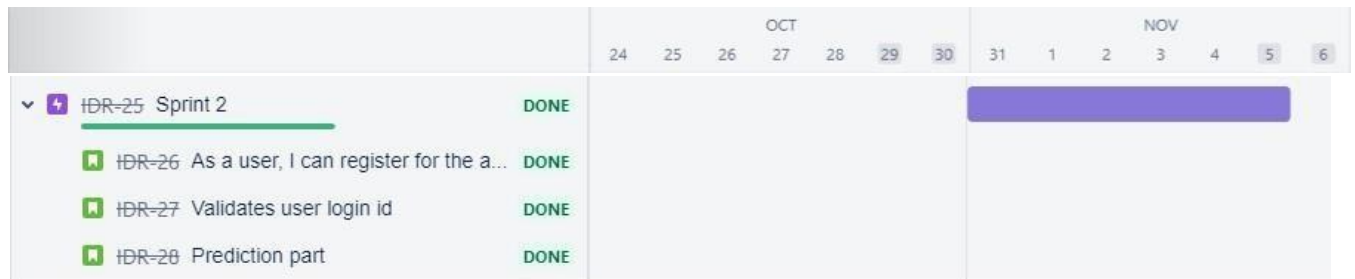 OCT NOV
24 25 26 27 28 29 30 31 1 2 3 4 5 6
IDR-25 Sprint 2 DONE
IDR-26 As a user, I can register for the a... DONE
IDR-27 Validates user login id DONE
IDR-28 Prediction part DONE